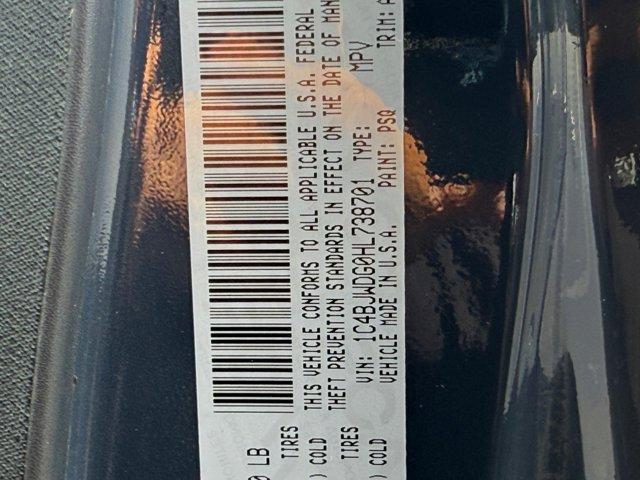 0 LB
TIRES
) COLD
TIRES
) COLD
THIS VEHICLE CONFORMS TO ALL APPLICABLE U.S.A. FEDERAL
THEFT PREVENTION STANDARDS IN EFFECT ON THE DATE OF MAN
VIN: 1C4BJWDG0HL738701 TYPE: MPV
VEHICLE MADE IN U.S.A. PAINT: PSQ TRIM: A